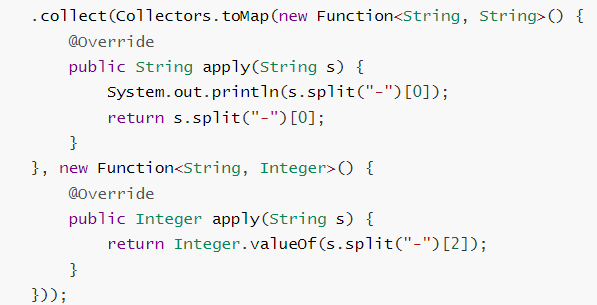 .collect(Collectors.toMap(new Function<String, String>() {
    @Override
    public String apply(String s) {
        System.out.println(s.split("-")[0]);
        return s.split("-")[0];
    }
}, new Function<String, Integer>() {
    @Override
    public Integer apply(String s) {
        return Integer.valueOf(s.split("-")[2]);
    }
}));